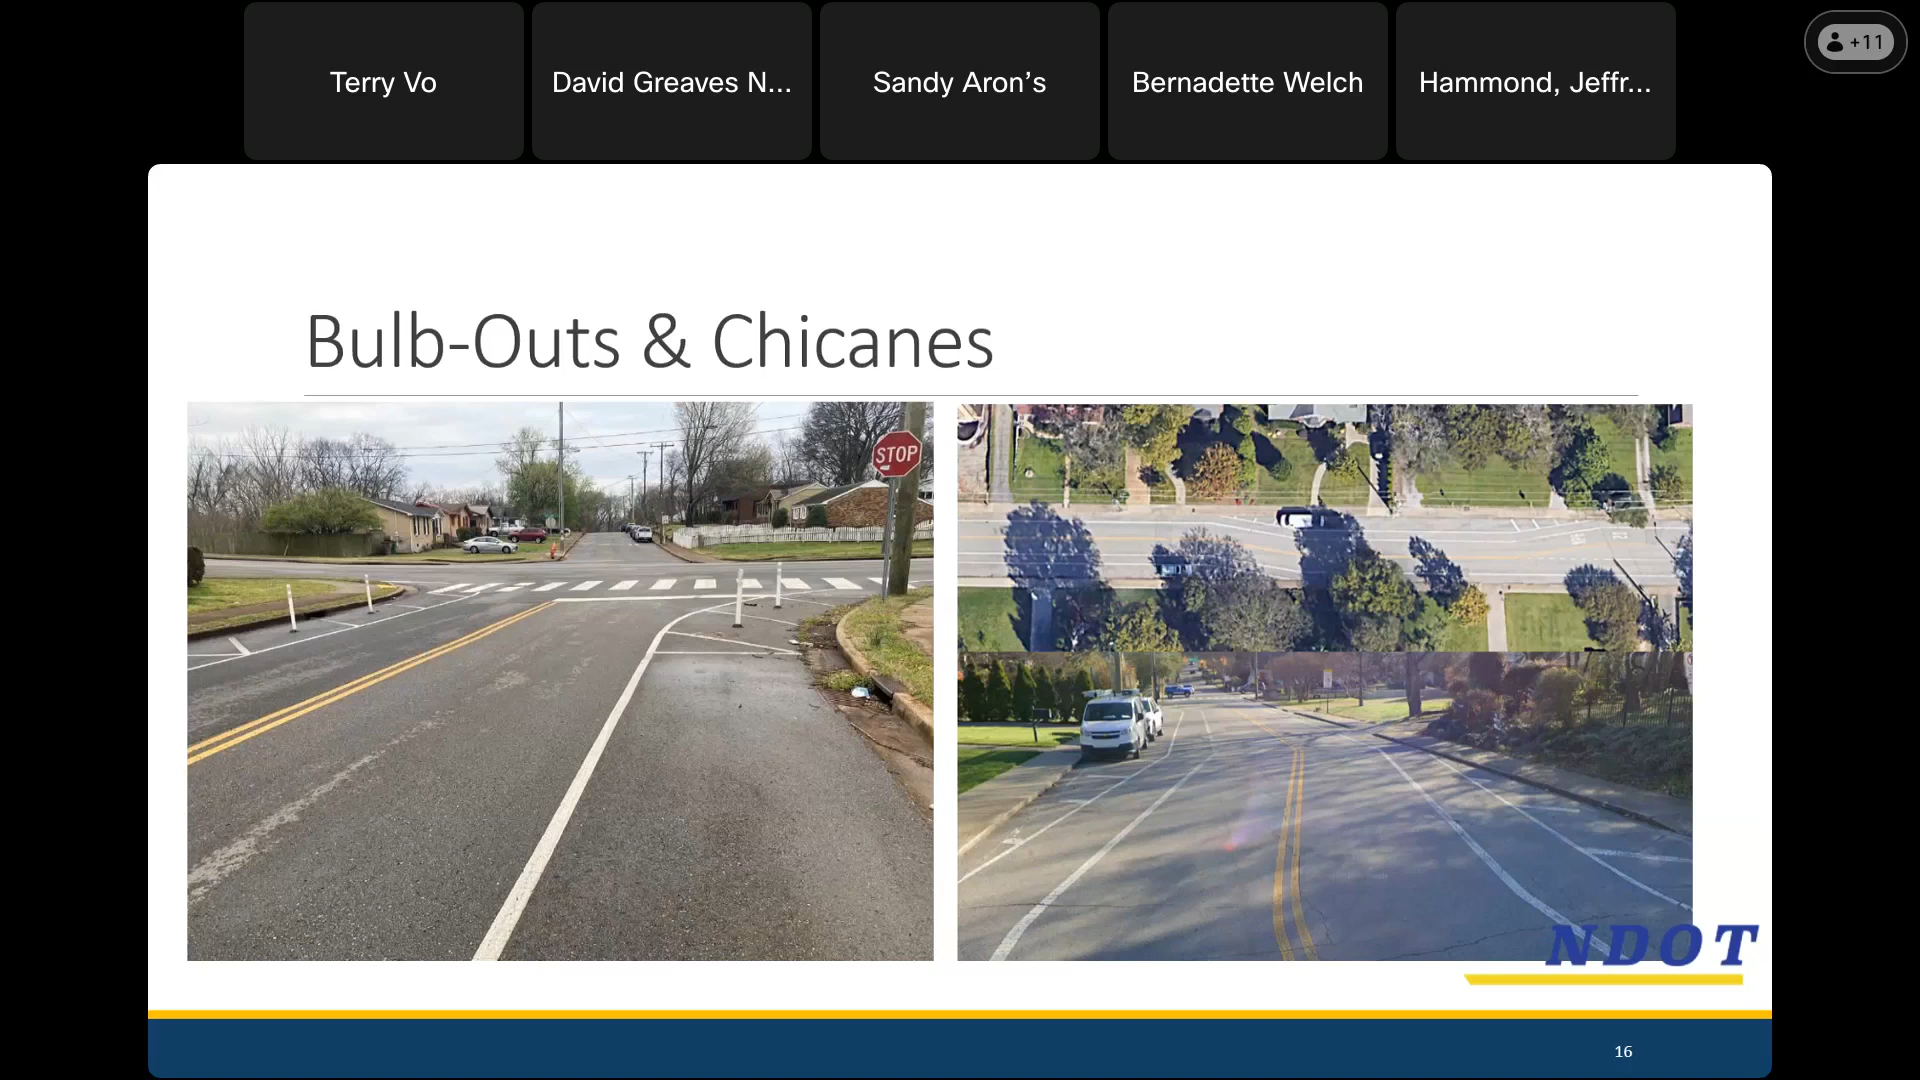 Terry Vo
David Greaves N...
Sandy Aron’s
Bernadette Welch
Hammond, Jeffr...
+11
Bulb-Outs & Chicanes
STOP
NDOT
16